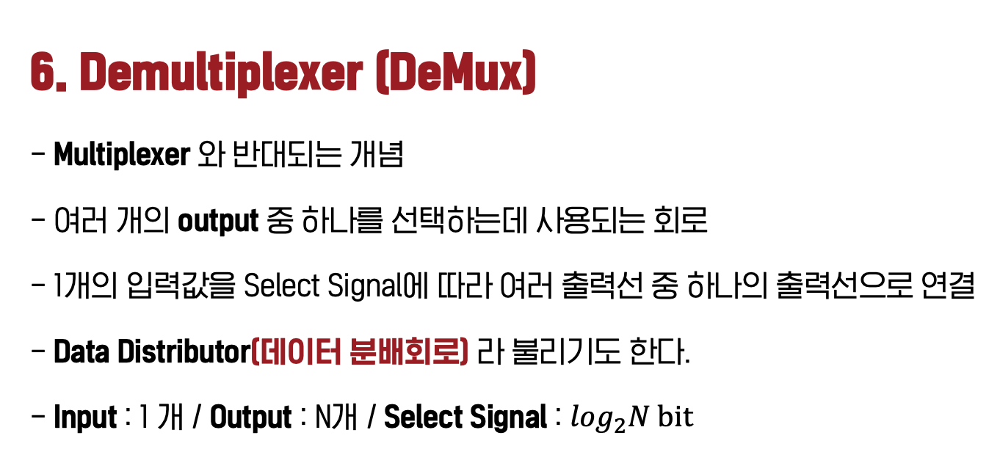 6. Demultiplexer (DeMux)
- Multiplexer 와 반대되는 개념
- 여러 개의 output 중 하나를 선택하는데 사용되는 회로
- 1개의 입력값을 Select Signal에 따라 여러 출력선 중 하나의 출력선으로 연결
- Data Distributor(데이터 분배회로) 라 불리기도 한다.
- Input : 1 개 / Output : N개 / Select Signal : log₂N bit